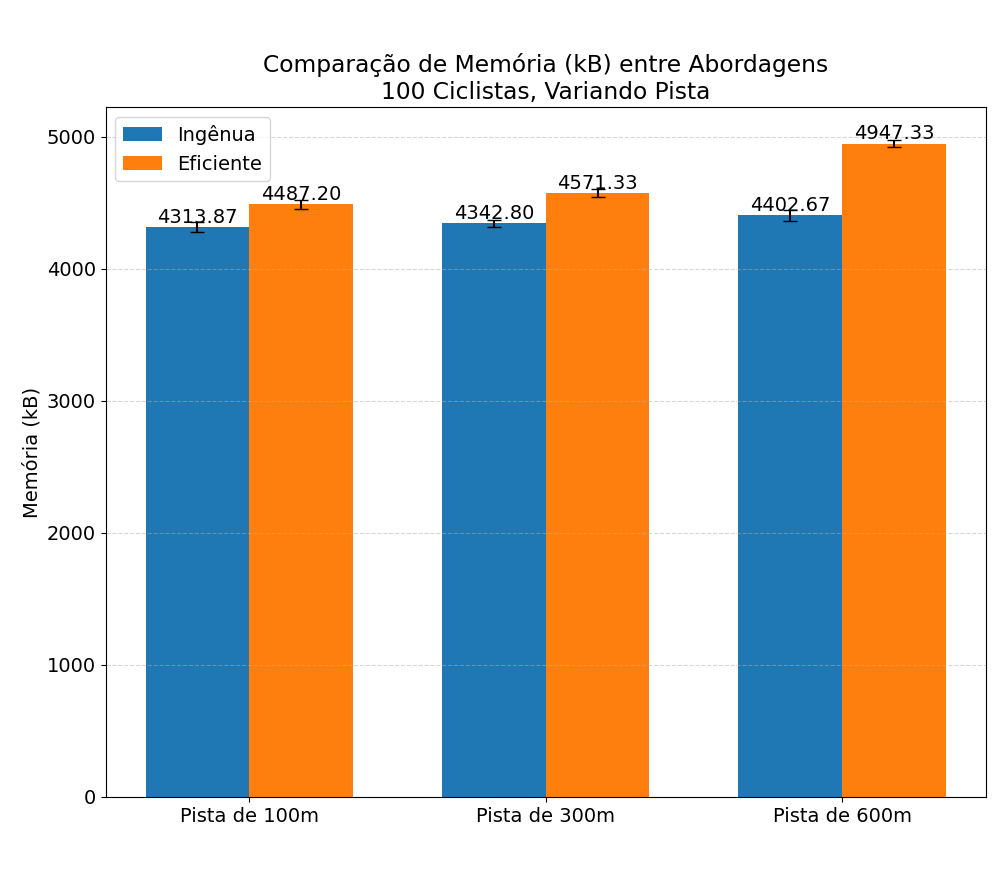 Comparação de Memória (kB) entre Abordagens
100 Ciclistas, Variando Pista
Memória (kB)
5000
4000
3000
2000
1000
0
Ingênua
Eficiente
4313.87
4487.20
4342.80
4571.33
4402.67
4947.33
Pista de 100m
Pista de 300m
Pista de 600m